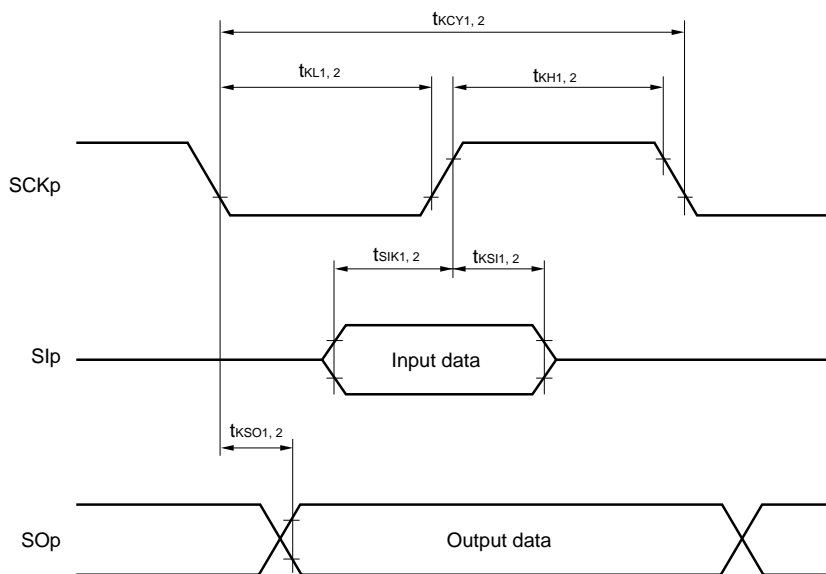 tKCY1, 2
tKL1, 2
tKH1, 2
SCKp
tSIK1, 2
tKSI1, 2
SIp
Input data
tKSO1, 2
SOp
Output data